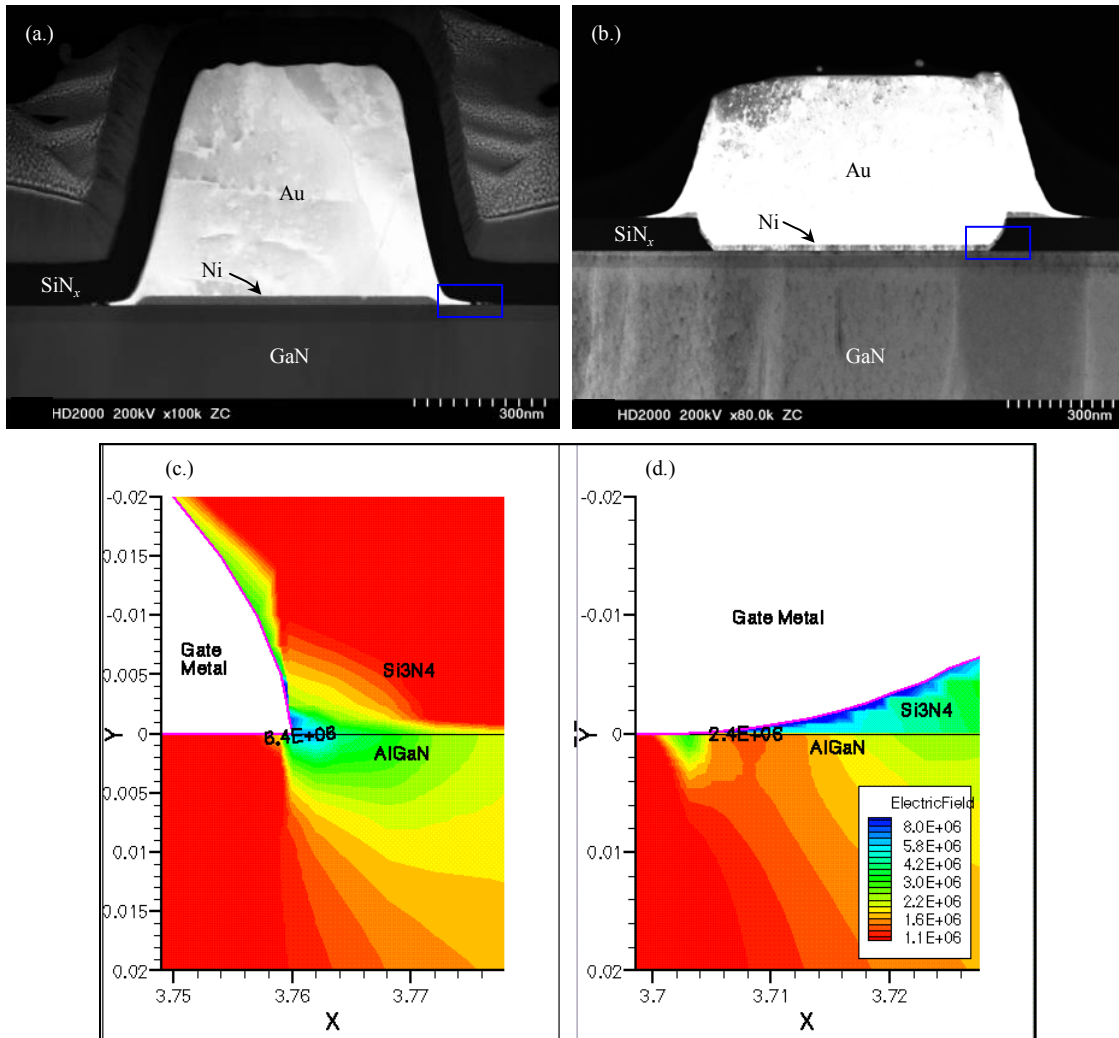 (a.)
Au
Ni
SiNx
GaN
HD2000 200kV x100k ZC
300nm
(b.)
Au
Ni
SiNx
GaN
HD2000 200kV x80.0k ZC
300nm
(c.)
-0.02
0.015
-0.01
0.005
0
0.005
0.01
0.015
0.02
Y
Gate
Metal
Si3N4
AlGaN
3.75
3.76
3.77
X
(d.)
-0.02
-0.01
0
0.01
0.02
Y
Gate Metal
Si3N4
2.4E+06
AlGaN
ElectricField
8.0E+06
5.8E+06
4.2E+06
3.0E+06
2.2E+06
1.6E+06
1.1E+06
3.7
3.71
3.72
X